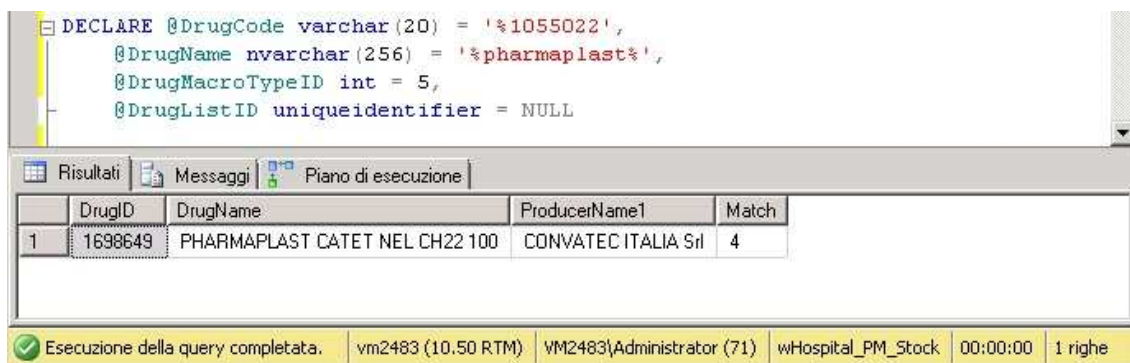 DECLARE @DrugCode varchar(20) = '%1055022',
@DrugName nvarchar(256) = '%pharmaplast%',
@DrugMacroTypeID int = 5,
@DrugListID uniqueidentifier = NULL
Risultati Messaggi Piano di esecuzione
DrugID DrugName ProducerName1 Match
1 1698649 PHARMAPLAST CATET NEL CH22 100 CONVATEC ITALIA Srl 4
Esecuzione della query completata. vm2483 (10.50 RTM) VM2483\Administrator (71) wHospital_PM_Stock 00:00:00 1 righe